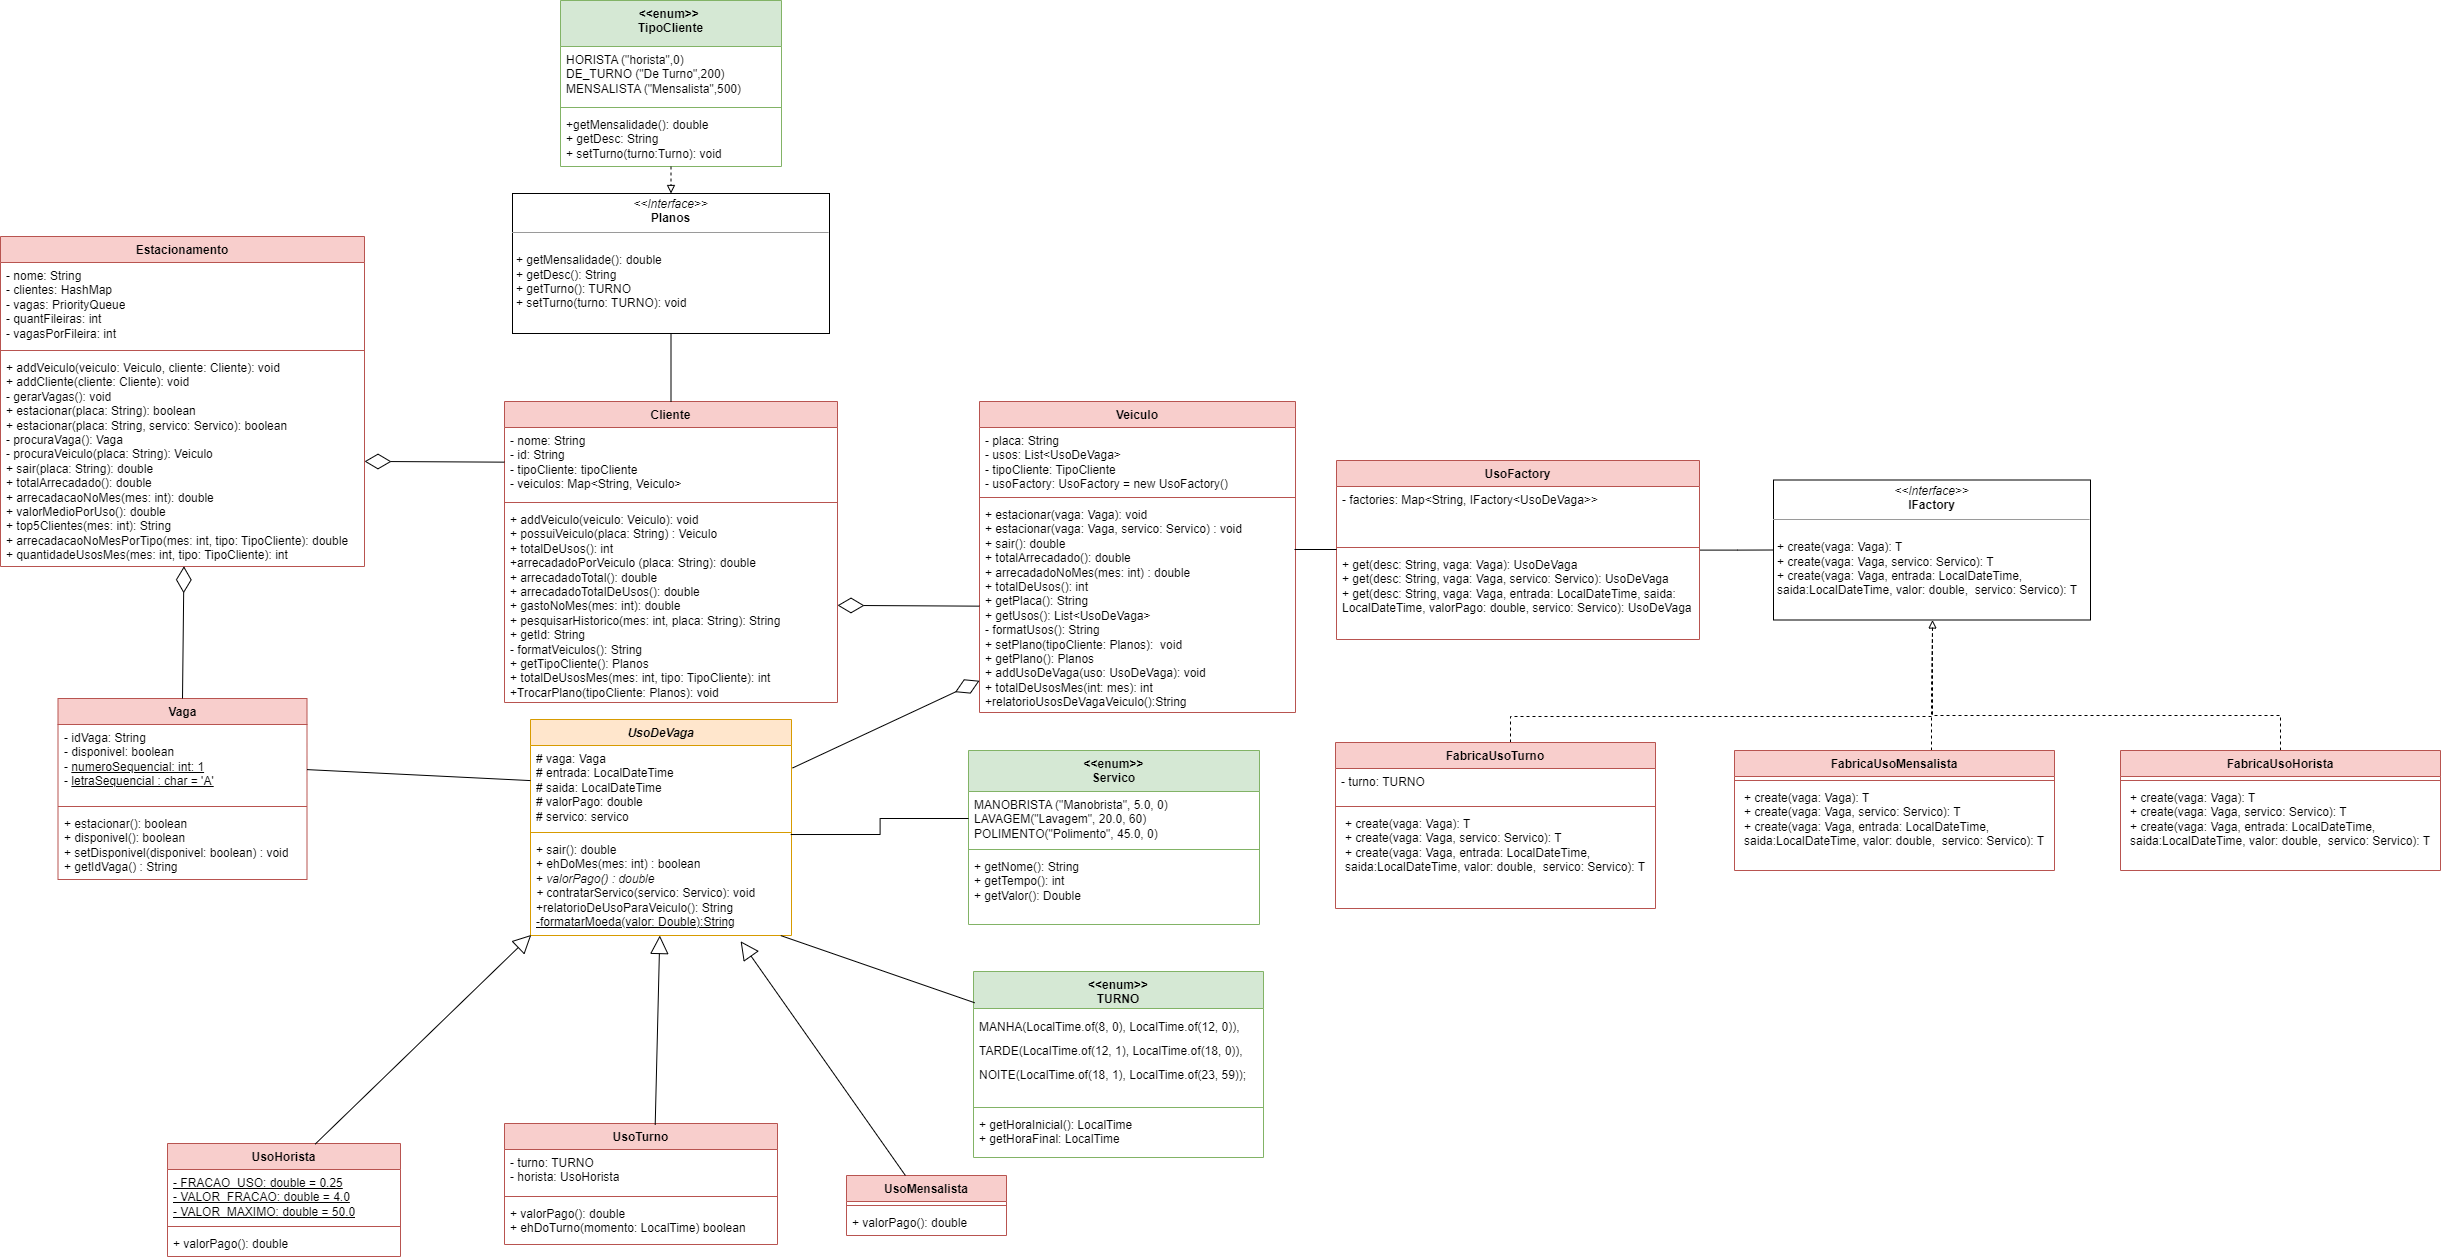 <<enum>>
TipoCliente
HORISTA ("horista",0)
DE_TURNO ("De Turno",200)
MENSALISTA ("Mensalista",500)
+getMensalidade(): double
+ getDesc: String
+ setTurno(turno:Turno): void
<<Interface>>
Planos
+ getMensalidade(): double
+ getDesc(): String
+ getTurno(): TURNO
+ setTurno(turno: TURNO): void
Estacionamento
- nome: String
- clientes: HashMap
- vagas: PriorityQueue
- quantFileiras: int
- vagasPorFileira: int
+ addVeiculo(veiculo: Veiculo, cliente: Cliente): void
+ addCliente(cliente: Cliente): void
- gerarVagas(): void
+ estacionar(placa: String): boolean
+ estacionar(placa: String, servico: Servico): boolean
- procuraVaga(): Vaga
- procuraVeiculo(placa: String): Veiculo
+ sair(placa: String): double
+ totalArrecadado(): double
+ arrecadacaoNoMes(mes: int): double
+ valorMedioPorUso(): double
+ top5Clientes(mes: int): String
+ arrecadacaoNoMesPorTipo(mes: int, tipo: TipoCliente): double
+ quantidadeUsosMes(mes: int, tipo: TipoCliente): int
Cliente
- nome: String
- id: String
- tipoCliente: tipoCliente
- veiculos: Map<String, Veiculo>
+ addVeiculo(veiculo: Veiculo): void
+ possuiVeiculo(placa: String) : Veiculo
+ totalDeUsos(): int
+arrecadadoPorVeiculo (placa: String): double
+ arrecadadoTotal(): double
+ arrecadadoTotalDeUsos(): double
+ gastoNoMes(mes: int): double
+ pesquisarHistorico(mes: int, placa: String): String
+ getId: String
- formatVeiculos(): String
+ getTipoCliente(): Planos
+ totalDeUsosMes(mes: int, tipo: TipoCliente): int
+TrocarPlano(tipoCliente: Planos): void
Veiculo
- placa: String
- usos: List<UsoDeVaga>
- tipoCliente: TipoCliente
- usoFactory: UsoFactory = new UsoFactory()
+ estacionar(vaga: Vaga): void
+ estacionar(vaga: Vaga, servico: Servico) : void
+ sair(): double
+ totalArrecadado(): double
+ arrecadadoNoMes(mes: int) : double
+ totalDeUsos(): int
+ getPlaca(): String
+ getUsos(): List<UsoDeVaga>
- formatUsos(): String
+ setPlano(tipoCliente: Planos):  void
+ getPlano(): Planos
+ addUsoDeVaga(uso: UsoDeVaga): void
+ totalDeUsosMes(int: mes): int
+relatorioUsosDeVagaVeiculo():String
UsoFactory
- factories: Map<String, IFactory<UsoDeVaga>>
+ get(desc: String, vaga: Vaga): UsoDeVaga
+ get(desc: String, vaga: Vaga, servico: Servico): UsoDeVaga
+ get(desc: String, vaga: Vaga, entrada: LocalDateTime, saida:
LocalDateTime, valorPago: double, servico: Servico): UsoDeVaga
<<Interface>>
IFactory
+ create(vaga: Vaga): T
+ create(vaga: Vaga, servico: Servico): T
+ create(vaga: Vaga, entrada: LocalDateTime,
saida:LocalDateTime, valor: double,  servico: Servico): T
Vaga
- idVaga: String
- disponivel: boolean
- numeroSequencial: int: 1
- letraSequencial : char = 'A'
+ estacionar(): boolean
+ disponivel(): boolean
+ setDisponivel(disponivel: boolean) : void
+ getIdVaga() : String
UsoDeVaga
# vaga: Vaga
# entrada: LocalDateTime
# saida: LocalDateTime
# valorPago: double
# servico: servico
+ sair(): double
+ ehDoMes(mes: int) : boolean
+ valorPago() : double
+ contratarServico(servico: Servico): void
+relatorioDeUsoParaVeiculo(): String
-formatarMoeda(valor: Double):String
<<enum>>
Servico
MANOBRISTA ("Manobrista", 5.0, 0)
LAVAGEM("Lavagem", 20.0, 60)
POLIMENTO("Polimento", 45.0, 0)
+ getNome(): String
+ getTempo(): int
+ getValor(): Double
FabricaUsoTurno
- turno: TURNO
+ create(vaga: Vaga): T
+ create(vaga: Vaga, servico: Servico): T
+ create(vaga: Vaga, entrada: LocalDateTime,
saida:LocalDateTime, valor: double,  servico: Servico): T
FabricaUsoMensalista
+ create(vaga: Vaga): T
+ create(vaga: Vaga, servico: Servico): T
+ create(vaga: Vaga, entrada: LocalDateTime,
saida:LocalDateTime, valor: double,  servico: Servico): T
FabricaUsoHorista
+ create(vaga: Vaga): T
+ create(vaga: Vaga, servico: Servico): T
+ create(vaga: Vaga, entrada: LocalDateTime,
saida:LocalDateTime, valor: double,  servico: Servico): T
<<enum>>
TURNO
MANHA(LocalTime.of(8, 0), LocalTime.of(12, 0)),
TARDE(LocalTime.of(12, 1), LocalTime.of(18, 0)),
NOITE(LocalTime.of(18, 1), LocalTime.of(23, 59));
+ getHoraInicial(): LocalTime
+ getHoraFinal: LocalTime
UsoHorista
- FRACAO_USO: double = 0.25
- VALOR_FRACAO: double = 4.0
- VALOR_MAXIMO: double = 50.0
+ valorPago(): double
UsoTurno
- turno: TURNO
- horista: UsoHorista
+ valorPago(): double
+ ehDoTurno(momento: LocalTime) boolean
UsoMensalista
+ valorPago(): double